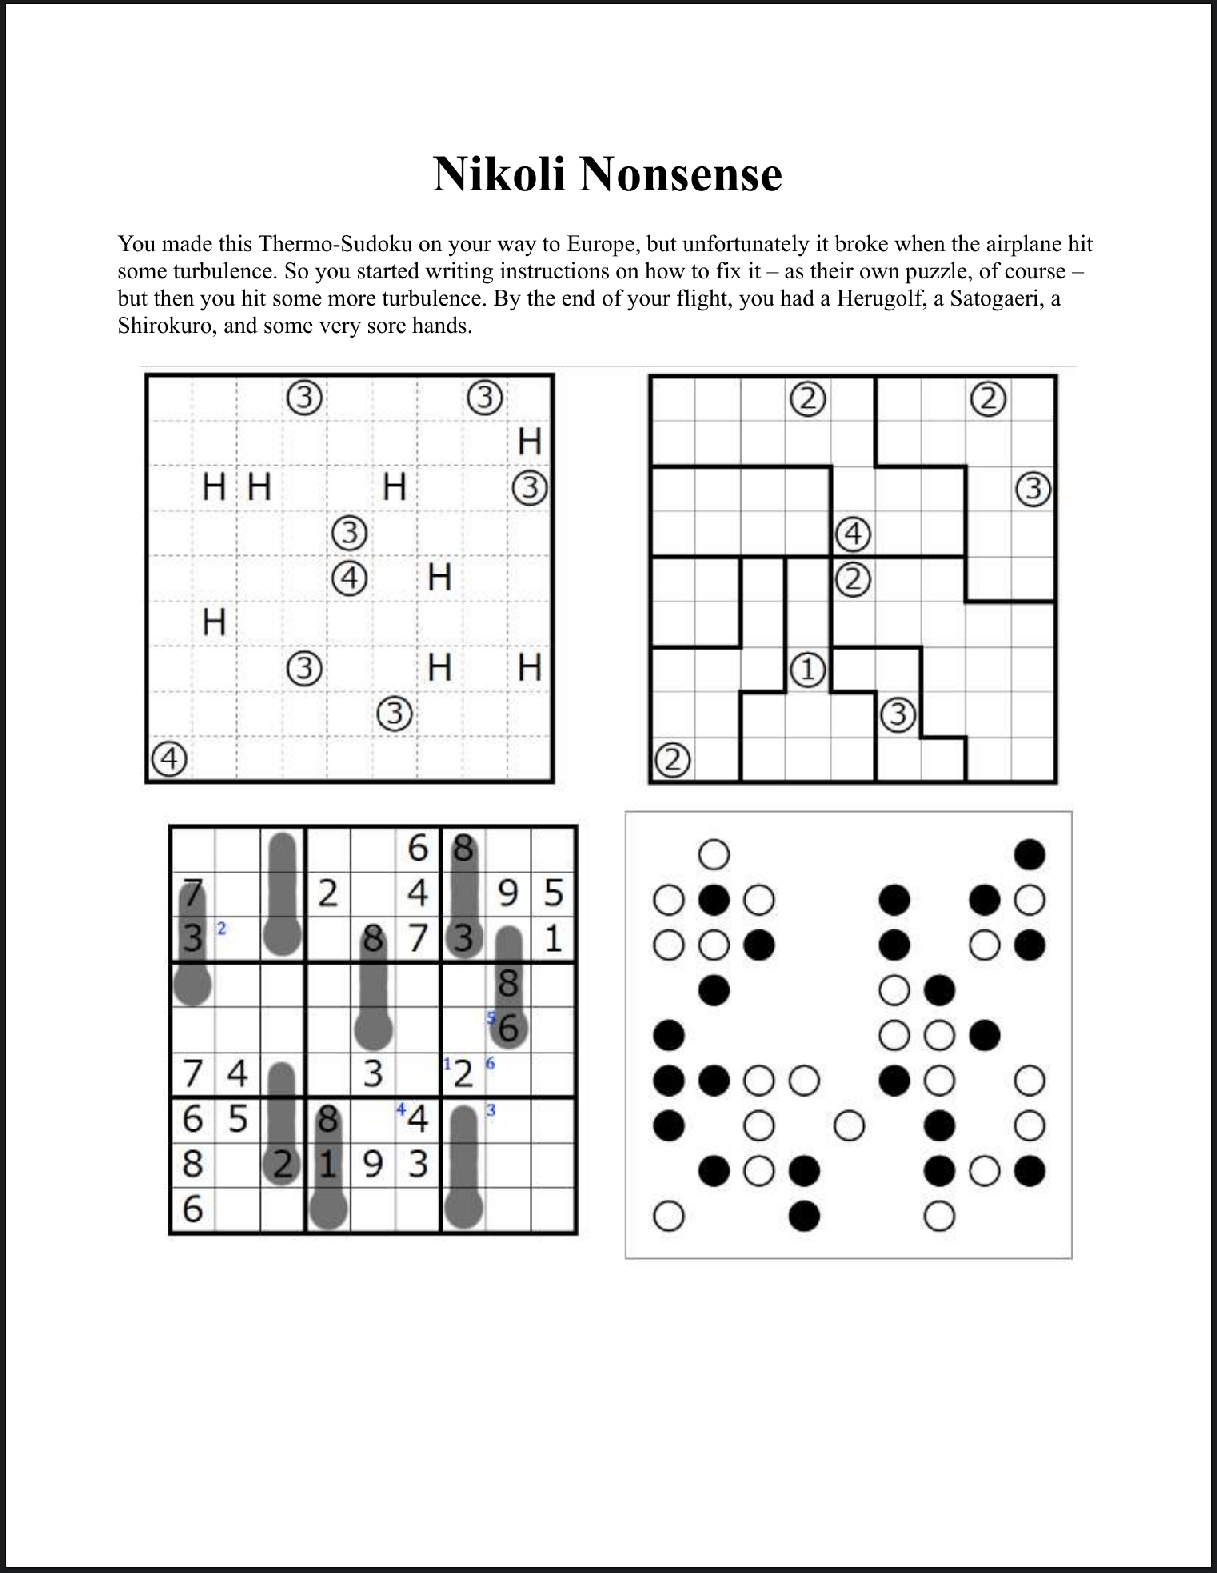 Nikoli Nonsense
You made this Thermo-Sudoku on your way to Europe, but unfortunately it broke when the airplane hit
some turbulence. So you started writing instructions on how to fix it – as their own puzzle, of course –
but then you hit some more turbulence. By the end of your flight, you had a Herugolf, a Satogaeri, a
Shirokuro, and some very sore hands.
3 3
H
H H H 3
3
4 H
H
3 H H
3
4
2 2
3
4
2
1
3
2
6 8
7 2 4 9 5
3 2 8 7 3 1
8
5 6
7 4 3 1 2 6
6 5 8 4 4 3
8 2 1 9 3
6